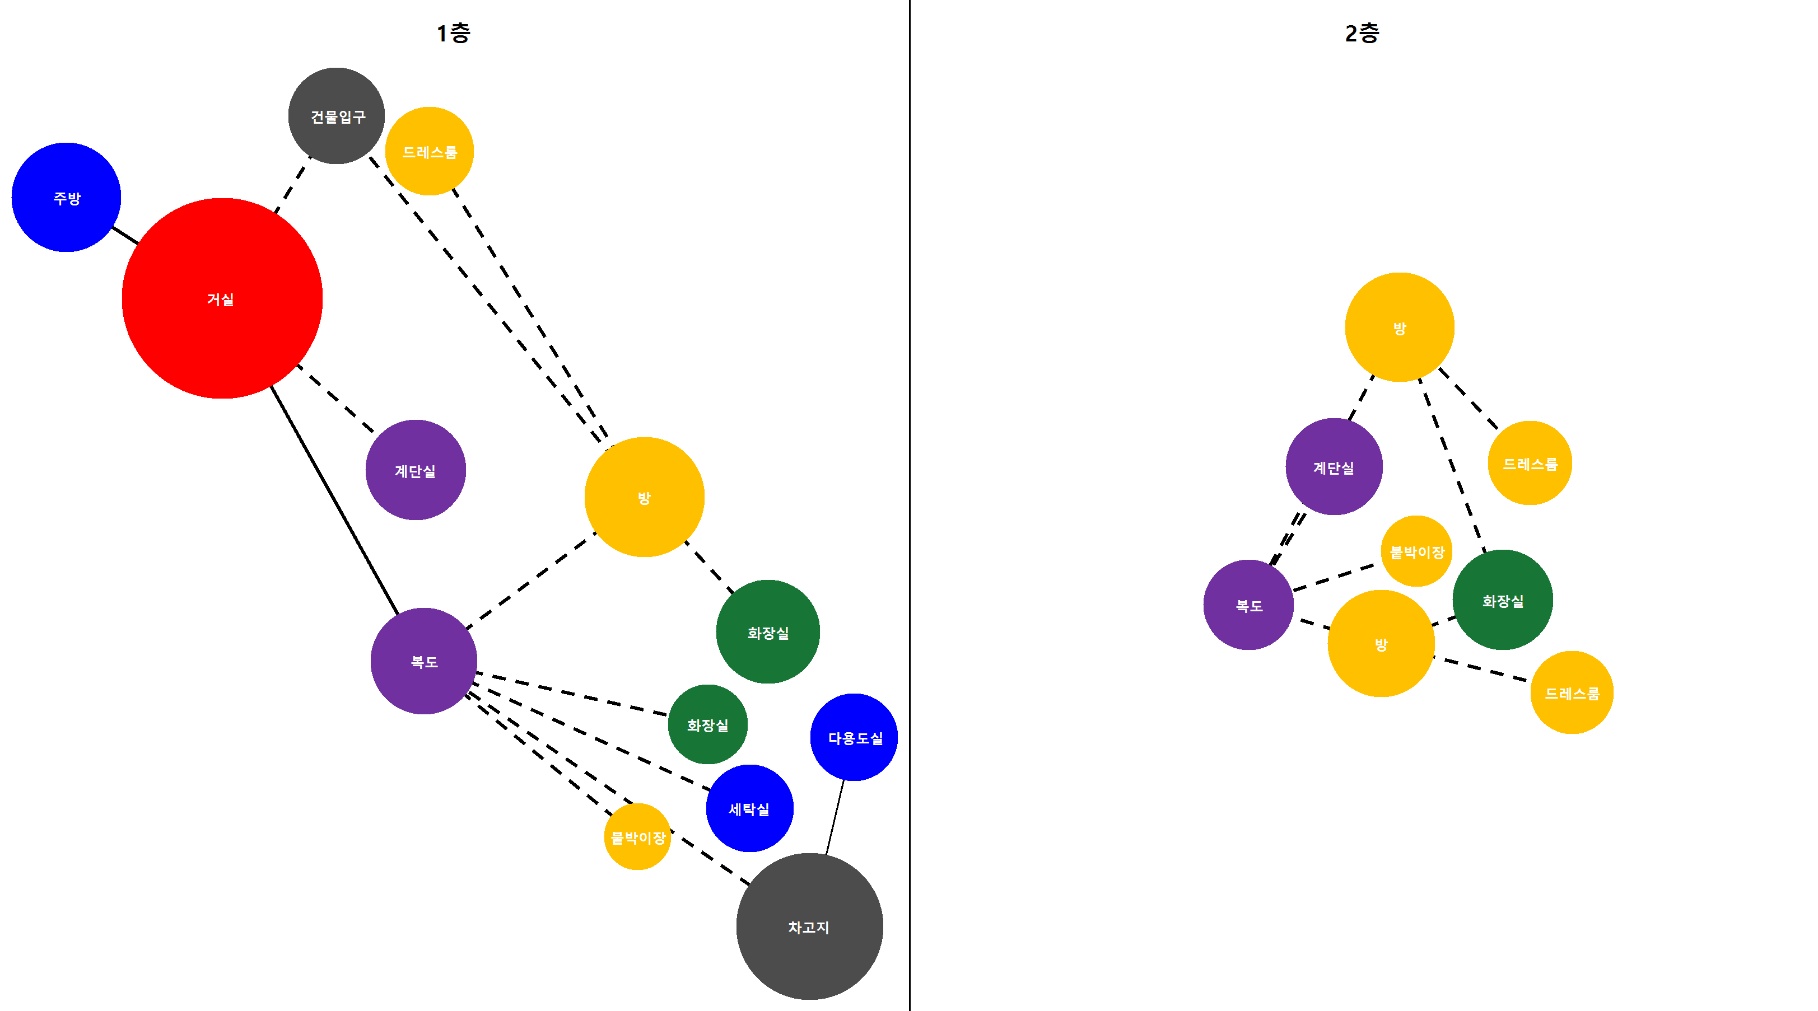 1층
건물입구
드레스룸
주방
거실
계단실
방
화장실
복도
화장실
다용도실
세탁실
붙박이장
차고지
2층
방
계단실
드레스룸
붙박이장
화장실
복도
방
드레스룸